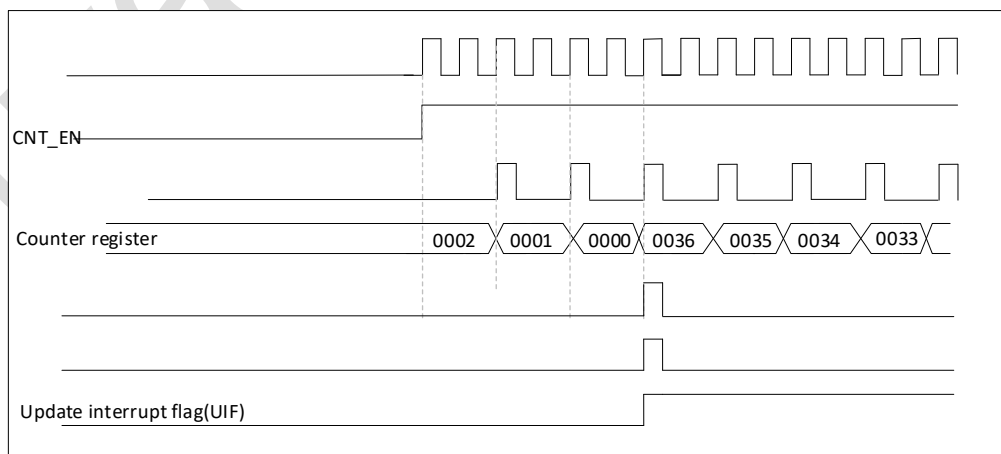 CNT_EN
Counter register
0002 0001 0000 0036 0035 0034 0033
Update interrupt flag(UIF)